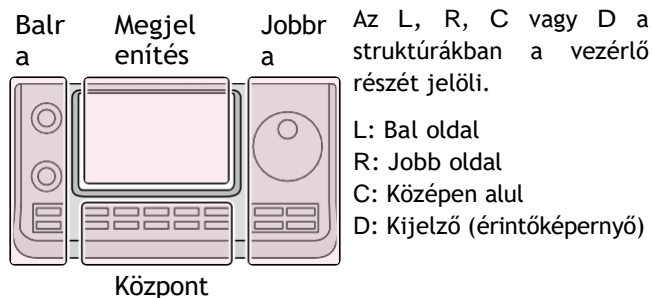 Balr
a
Megjel
enítés
Jobbr
a
Központ
Az L, R, C vagy D a
struktúrákban a vezérlő
részét jelöli.
L: Bal oldal
R: Jobb oldal
C: Középen alul
D: Kijelző (érintőképernyő)